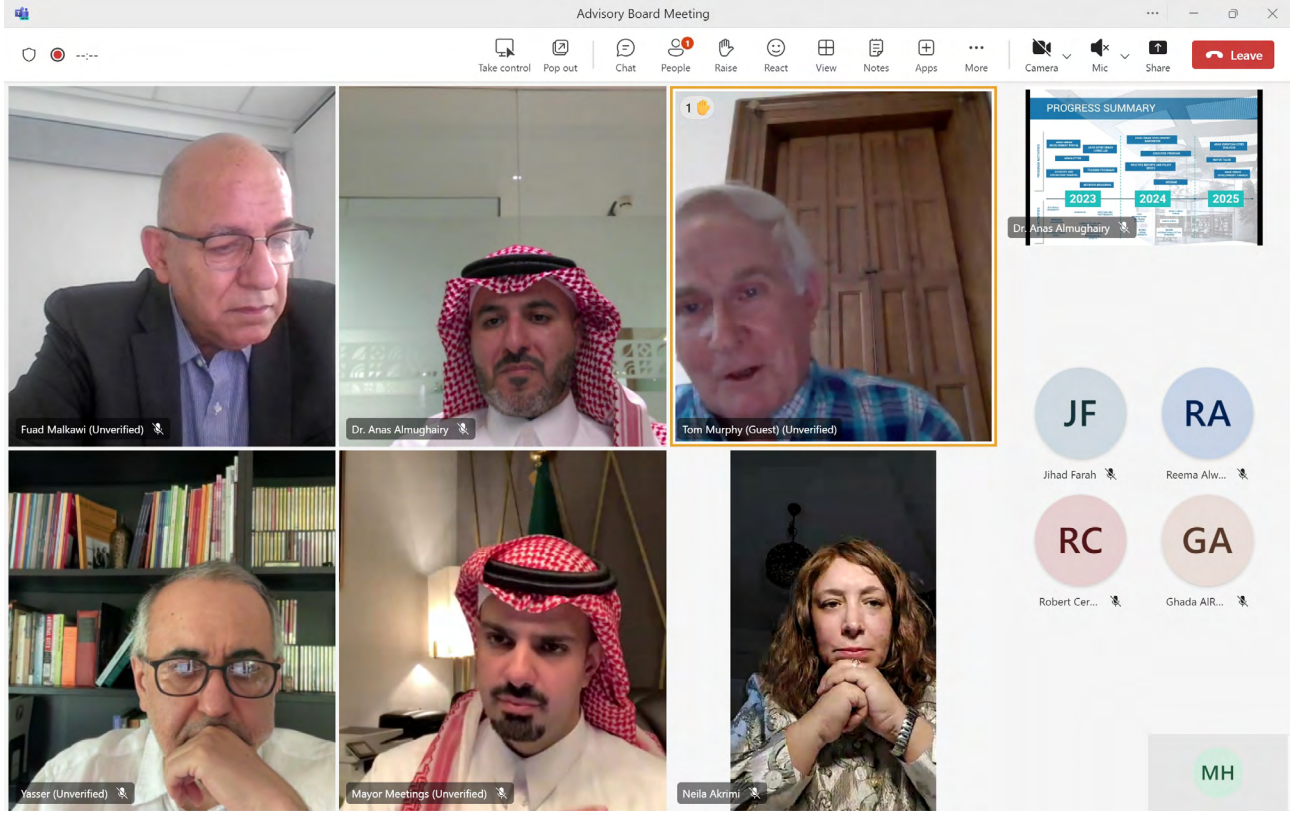 Advisory Board Meeting
--:--
Take control
Pop out
Chat
People
1
Raise
React
View
Notes
Apps
More
Camera
Mic
Share
Leave
Fuad Malkawi (Unverified)
Dr. Anas Almughairy
1
Tom Murphy (Guest) (Unverified)
PROGRESS SUMMARY
2023
2024
2025
Dr. Anas Almughairy
JF
Jihad Farah
RA
Reema Alw...
RC
Robert Cer...
GA
Ghada AlR...
Yasser (Unverified)
Mayor Meetings (Unverified)
Neila Akrimi
MH